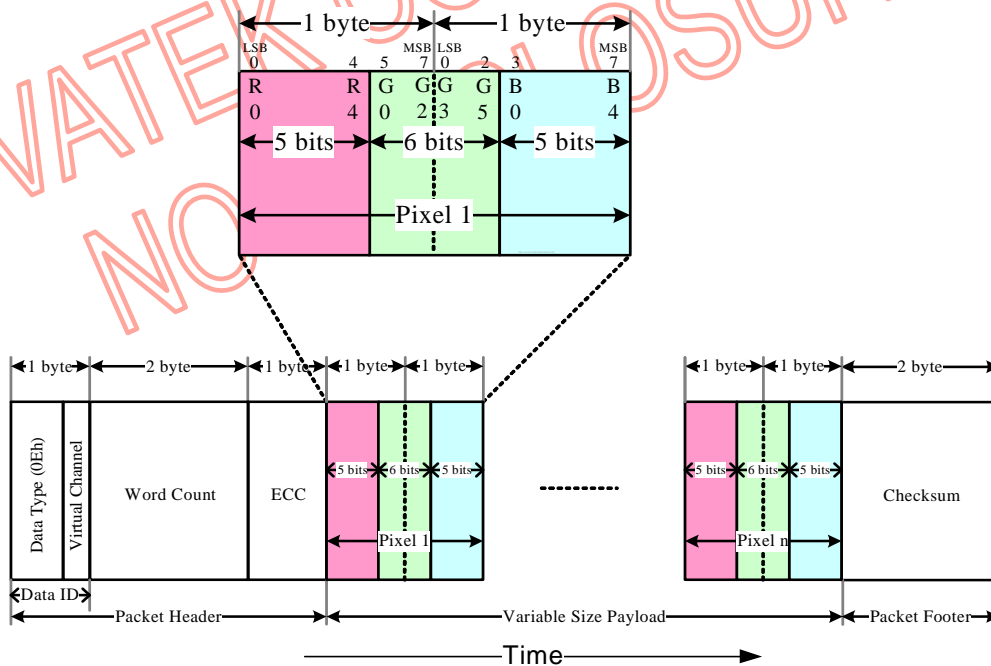 VATEK
NO
CLOSU
1 byte 1 byte
LSB MSB LSB MSB
0 4 5 7 0 2 3 7
R R G G G G B B
0 4 0 2 3 5 0 4
5 bits 6 bits 5 bits
Pixel 1
1 byte 2 byte 1 byte 1 byte 1 byte 1 byte 1 byte 2 byte
Data Type (0Eh) Virtual Channel Word Count ECC 5 bits 6 bits 5 bits 5 bits 6 bits 5 bits Checksum
Pixel 1 Pixel n
Data ID
Packet Header Variable Size Payload Packet Footer
Time